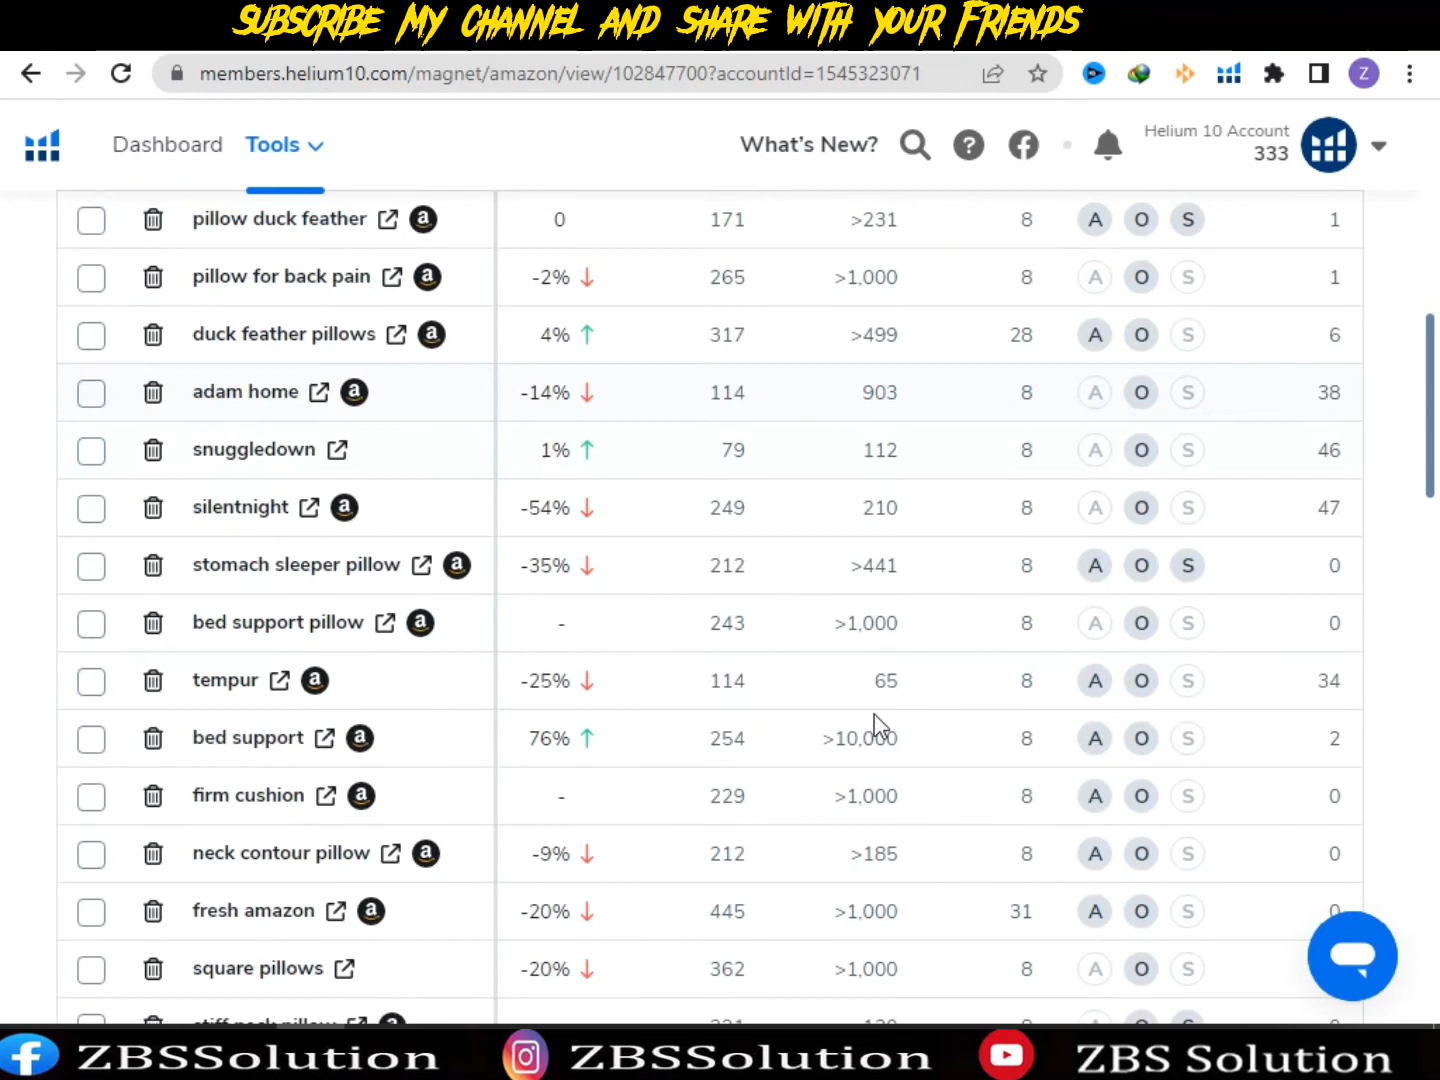 SUBSCRIBE MY CHANNEL AND SHARE WITH YOUR FRIENDS
members.helium10.com/magnet/amazon/view/102847700?accountId=1545323071
Z
Dashboard Tools What's New? ? Helium 10 Account
333
pillow duck feather a 0 171 >231 8 A O S 1
pillow for back pain a -2% 265 >1,000 8 A O S 1
duck feather pillows a 4% 317 >499 28 A O S 6
adam home a -14% 114 903 8 A O S 38
snuggledown 1% 79 112 8 A O S 46
silentnight a -54% 249 210 8 A O S 47
stomach sleeper pillow a -35% 212 >441 8 A O S 0
bed support pillow a - 243 >1,000 8 A O S 0
tempur a -25% 114 65 8 A O S 34
bed support a 76% 254 >10,000 8 A O S 2
firm cushion a - 229 >1,000 8 A O S 0
neck contour pillow a -9% 212 >185 8 A O S 0
fresh amazon a -20% 445 >1,000 31 A O S 0
square pillows -20% 362 >1,000 8 A O S
ZBSSolution ZBSSolution ZBS Solution